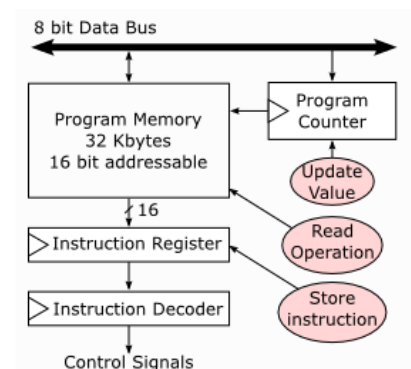 8 bit Data Bus
Program Memory
32 Kbytes
16 bit addressable
Program
Counter
Update
Value
16
Read
Operation
Instruction Register
Store
instruction
Instruction Decoder
Control Signals